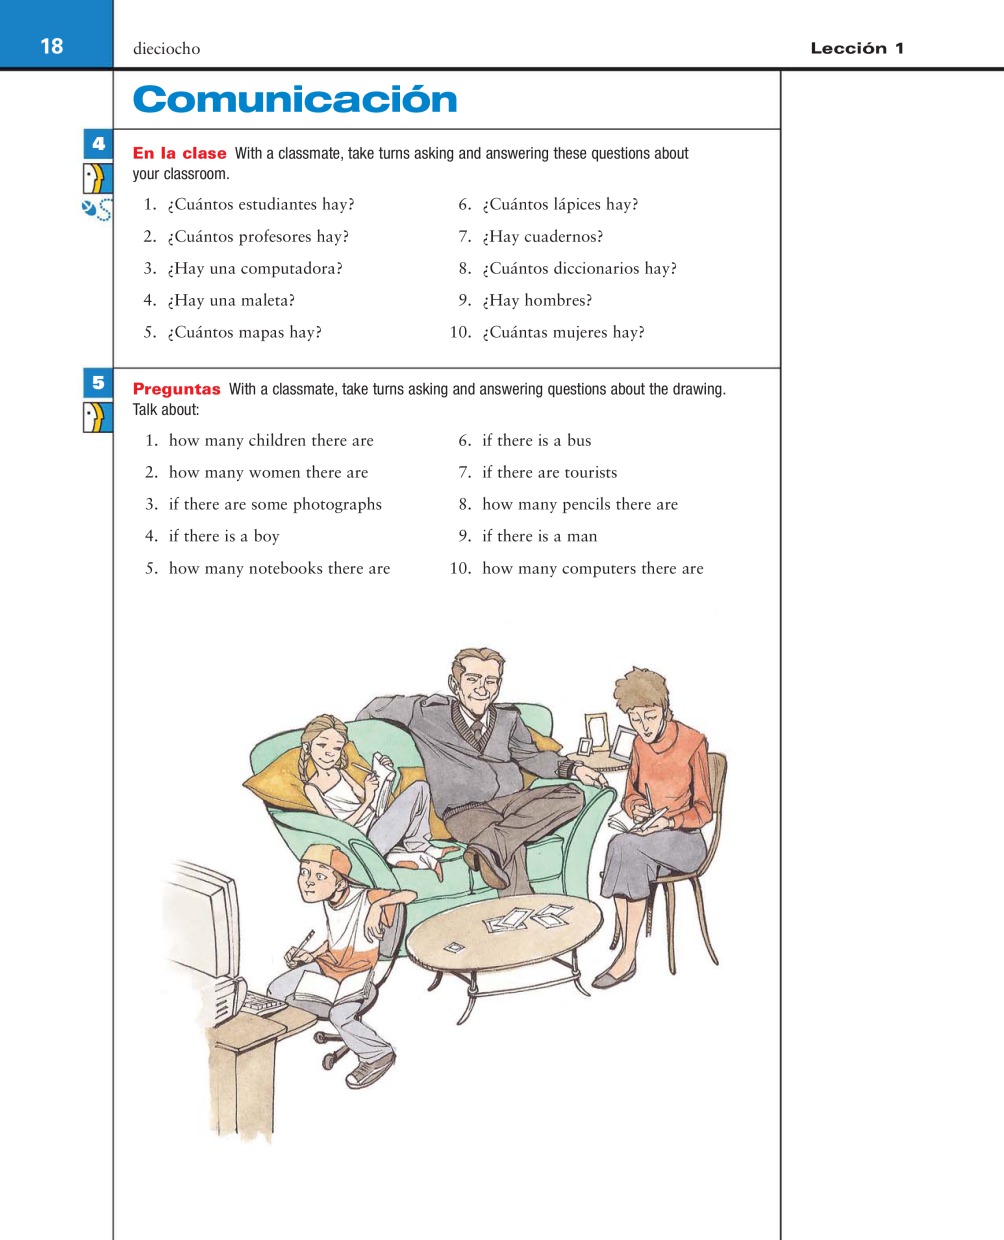 18
dieciocho
Lección 1
Comunicación
4
En la clase With a classmate, take turns asking and answering these questions about
your classroom.
1. ¿Cuántos estudiantes hay?
2. ¿Cuántos profesores hay?
3. ¿Hay una computadora?
4. ¿Hay una maleta?
5. ¿Cuántos mapas hay?
6. ¿Cuántos lápices hay?
7. ¿Hay cuadernos?
8. ¿Cuántos diccionarios hay?
9. ¿Hay hombres?
10. ¿Cuántas mujeres hay?
5
Preguntas With a classmate, take turns asking and answering questions about the drawing.
Talk about:
1. how many children there are
2. how many women there are
3. if there are some photographs
4. if there is a boy
5. how many notebooks there are
6. if there is a bus
7. if there are tourists
8. how many pencils there are
9. if there is a man
10. how many computers there are